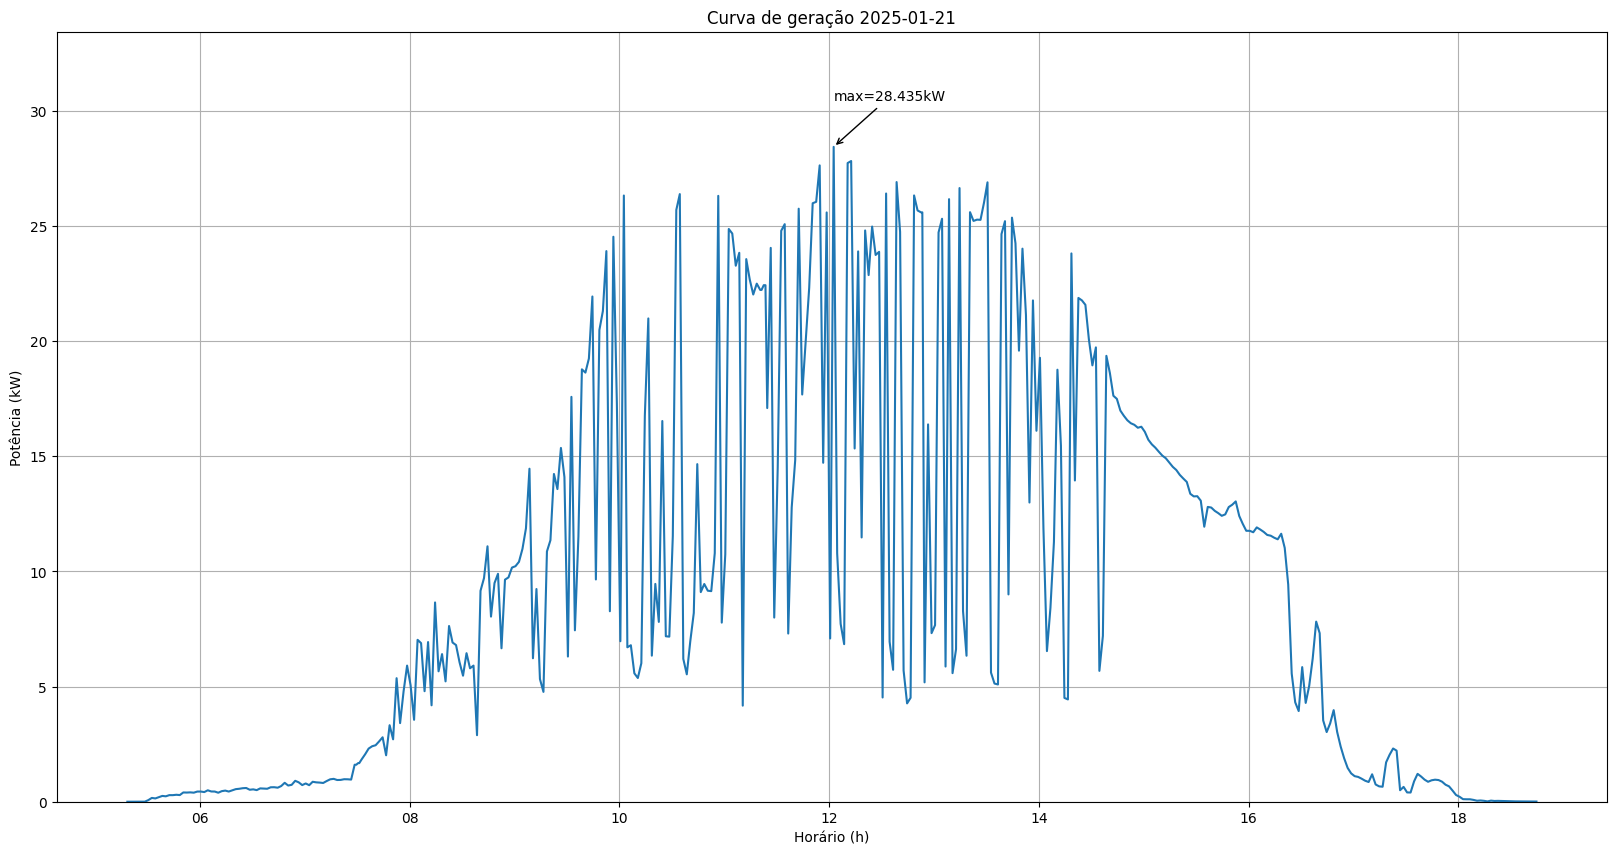 Curva de geração 2025-01-21
max=28.435kW
30
25
20
15
10
5
0
Potência (kW)
06 08 10 12 14 16 18
Horário (h)